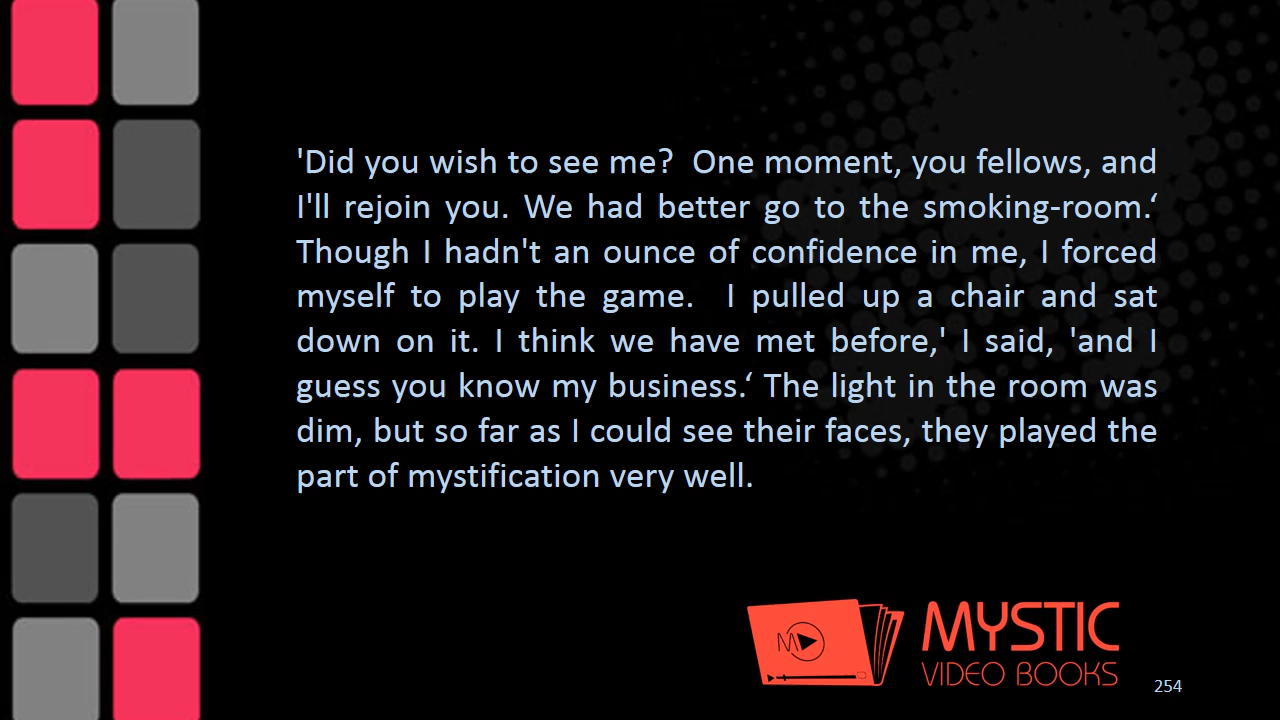 'Did you wish to see me?  One moment, you fellows, and
I'll rejoin you. We had better go to the smoking-room.‘
Though I hadn't an ounce of confidence in me, I forced
myself to play the game.  I pulled up a chair and sat
down on it. I think we have met before,' I said, 'and I
guess you know my business.‘ The light in the room was
dim, but so far as I could see their faces, they played the
part of mystification very well.
M
MYSTIC
VIDEO BOOKS
254